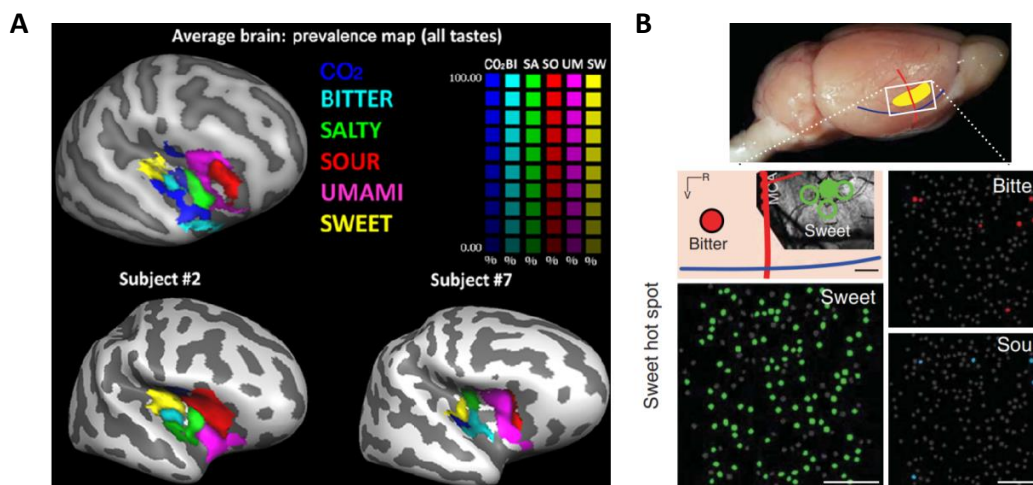 A
Average brain: prevalence map (all tastes)
CO₂
BITTER
SALTY
SOUR
UMAMI
SWEET
CO₂ BI SA SO UM SW
100.00
0.00
% % % % % %
Subject #2
Subject #7
B
R
V
MCA
Bitter
Sweet
Sweet hot spot
Sweet
Bitte
Sou